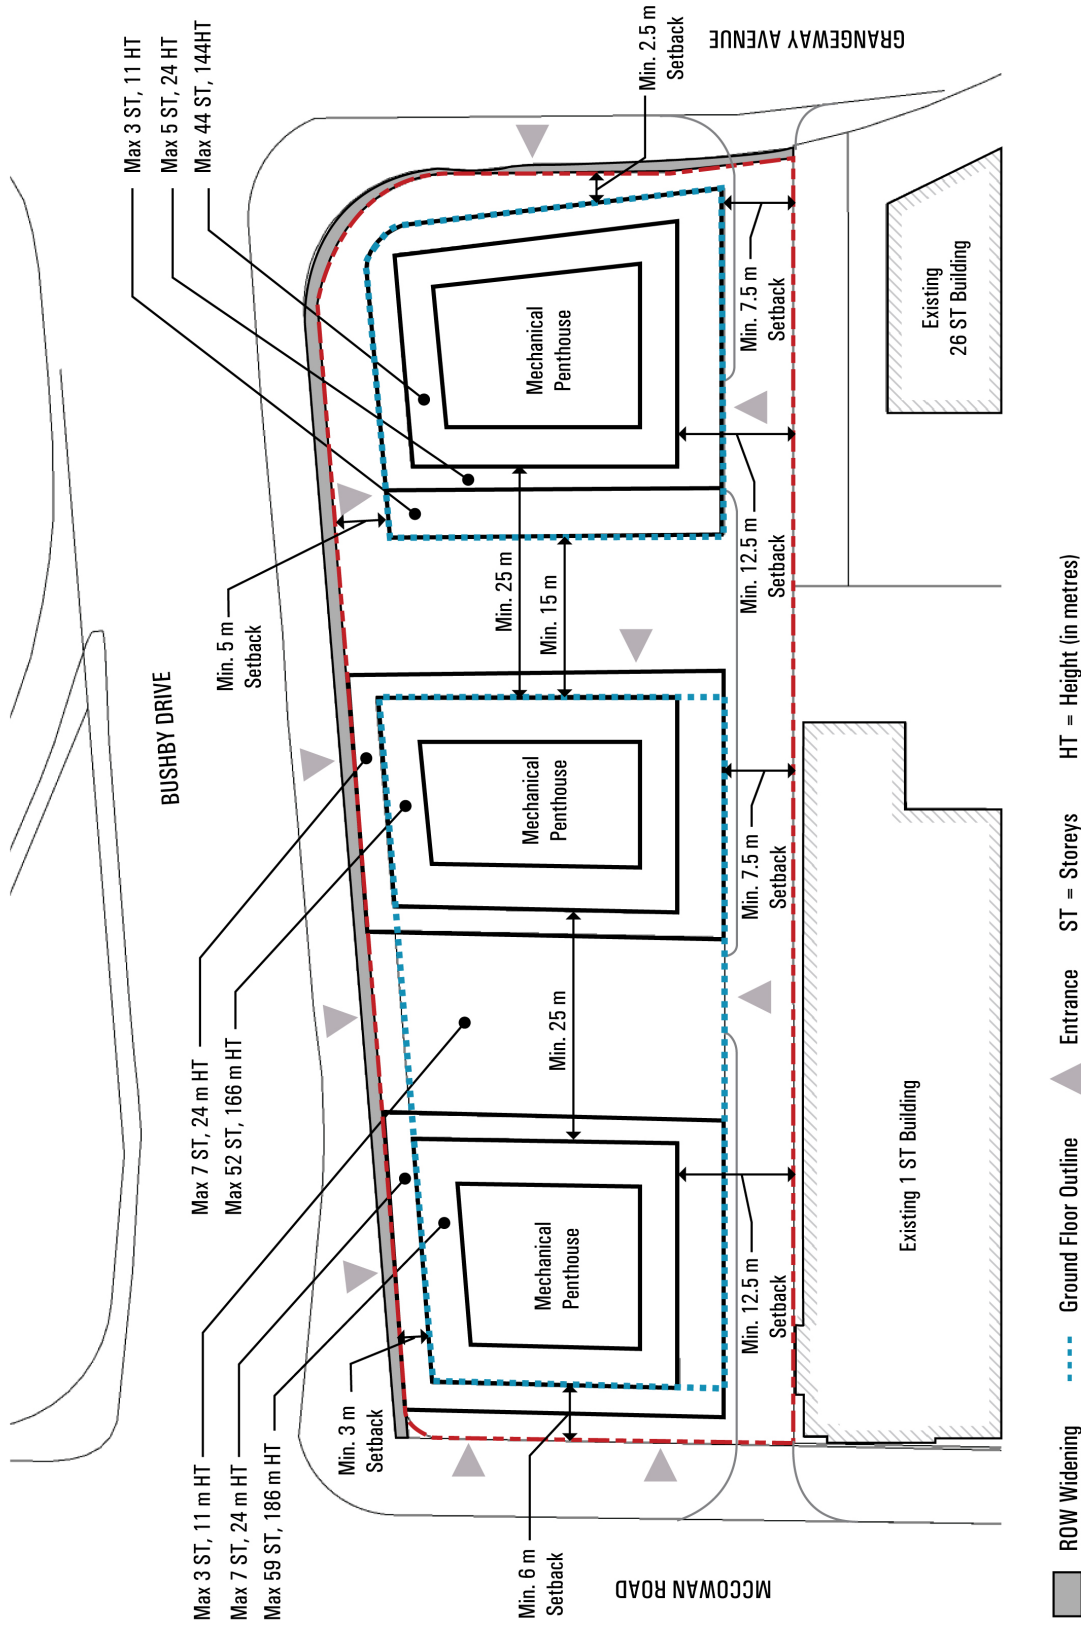 Max 3 ST, 11 m HT
Max 7 ST, 24 m HT
Max 59 ST, 186 m HT
Max 7 ST, 24 m HT
Max 52 ST, 166 m HT
Max 3 ST, 11 HT
Max 5 ST, 24 HT
Max 44 ST, 144HT
BUSHBY DRIVE
Min. 5 m
Setback
Min. 3 m
Setback
Min. 6 m
Setback
Min. 2.5 m
Setback
MCCOWAN ROAD
GRANGEWAY AVENUE
Mechanical
Penthouse
Min. 25 m
Mechanical
Penthouse
Min. 25 m
Min. 15 m
Mechanical
Penthouse
Min. 12.5 m
Setback
Min. 7.5 m
Setback
Min. 12.5 m
Setback
Min. 7.5 m
Setback
Existing 1 ST Building
Existing
26 ST Building
ROW Widening
Ground Floor Outline
Entrance
ST = Storeys
HT = Height (in metres)